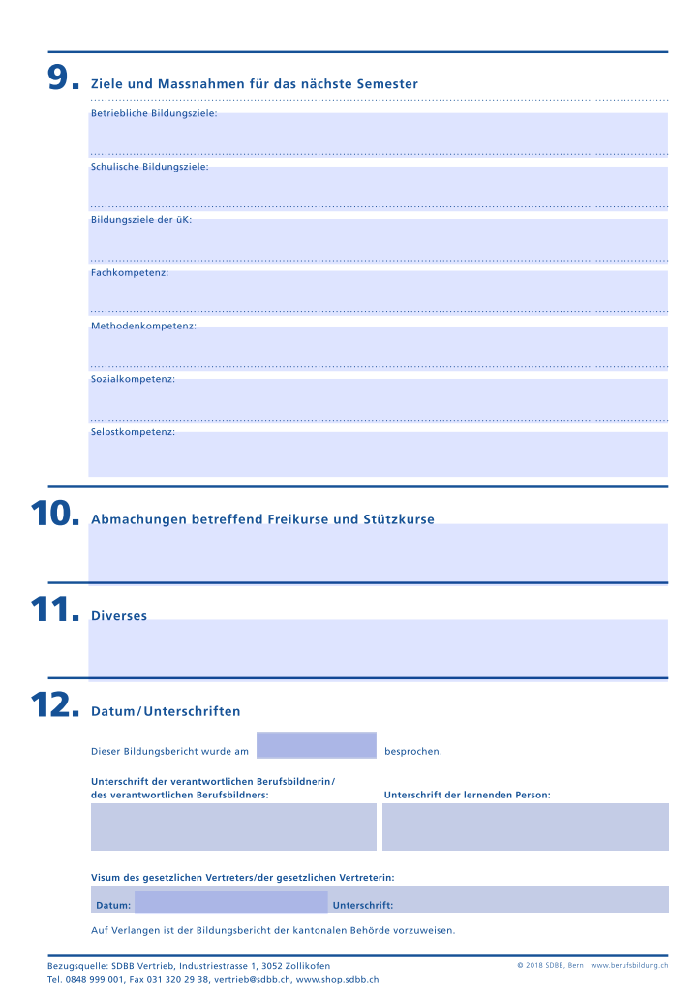 9. Ziele und Massnahmen für das nächste Semester
Betriebliche Bildungsziele:
Schulische Bildungsziele:
Bildungsziele der üK:
Fachkompetenz:
Methodenkompetenz:
Sozialkompetenz:
Selbstkompetenz:
10. Abmachungen betreffend Freikurse und Stützkurse
11. Diverses
12. Datum/Unterschriften
Dieser Bildungsbericht wurde am besprochen.
Unterschrift der verantwortlichen Berufsbildnerin/
des verantwortlichen Berufsbildners: Unterschrift der lernenden Person:
Visum des gesetzlichen Vertreters/der gesetzlichen Vertreterin:
Datum: Unterschrift:
Auf Verlangen ist der Bildungsbericht der kantonalen Behörde vorzuweisen.
Bezugsquelle: SDBB Vertrieb, Industriestrasse 1, 3052 Zollikofen © 2018 SDBB, Bern www.berufsbildung.ch
Tel. 0848 999 001, Fax 031 320 29 38, vertrieb@sdbb.ch, www.shop.sdbb.ch